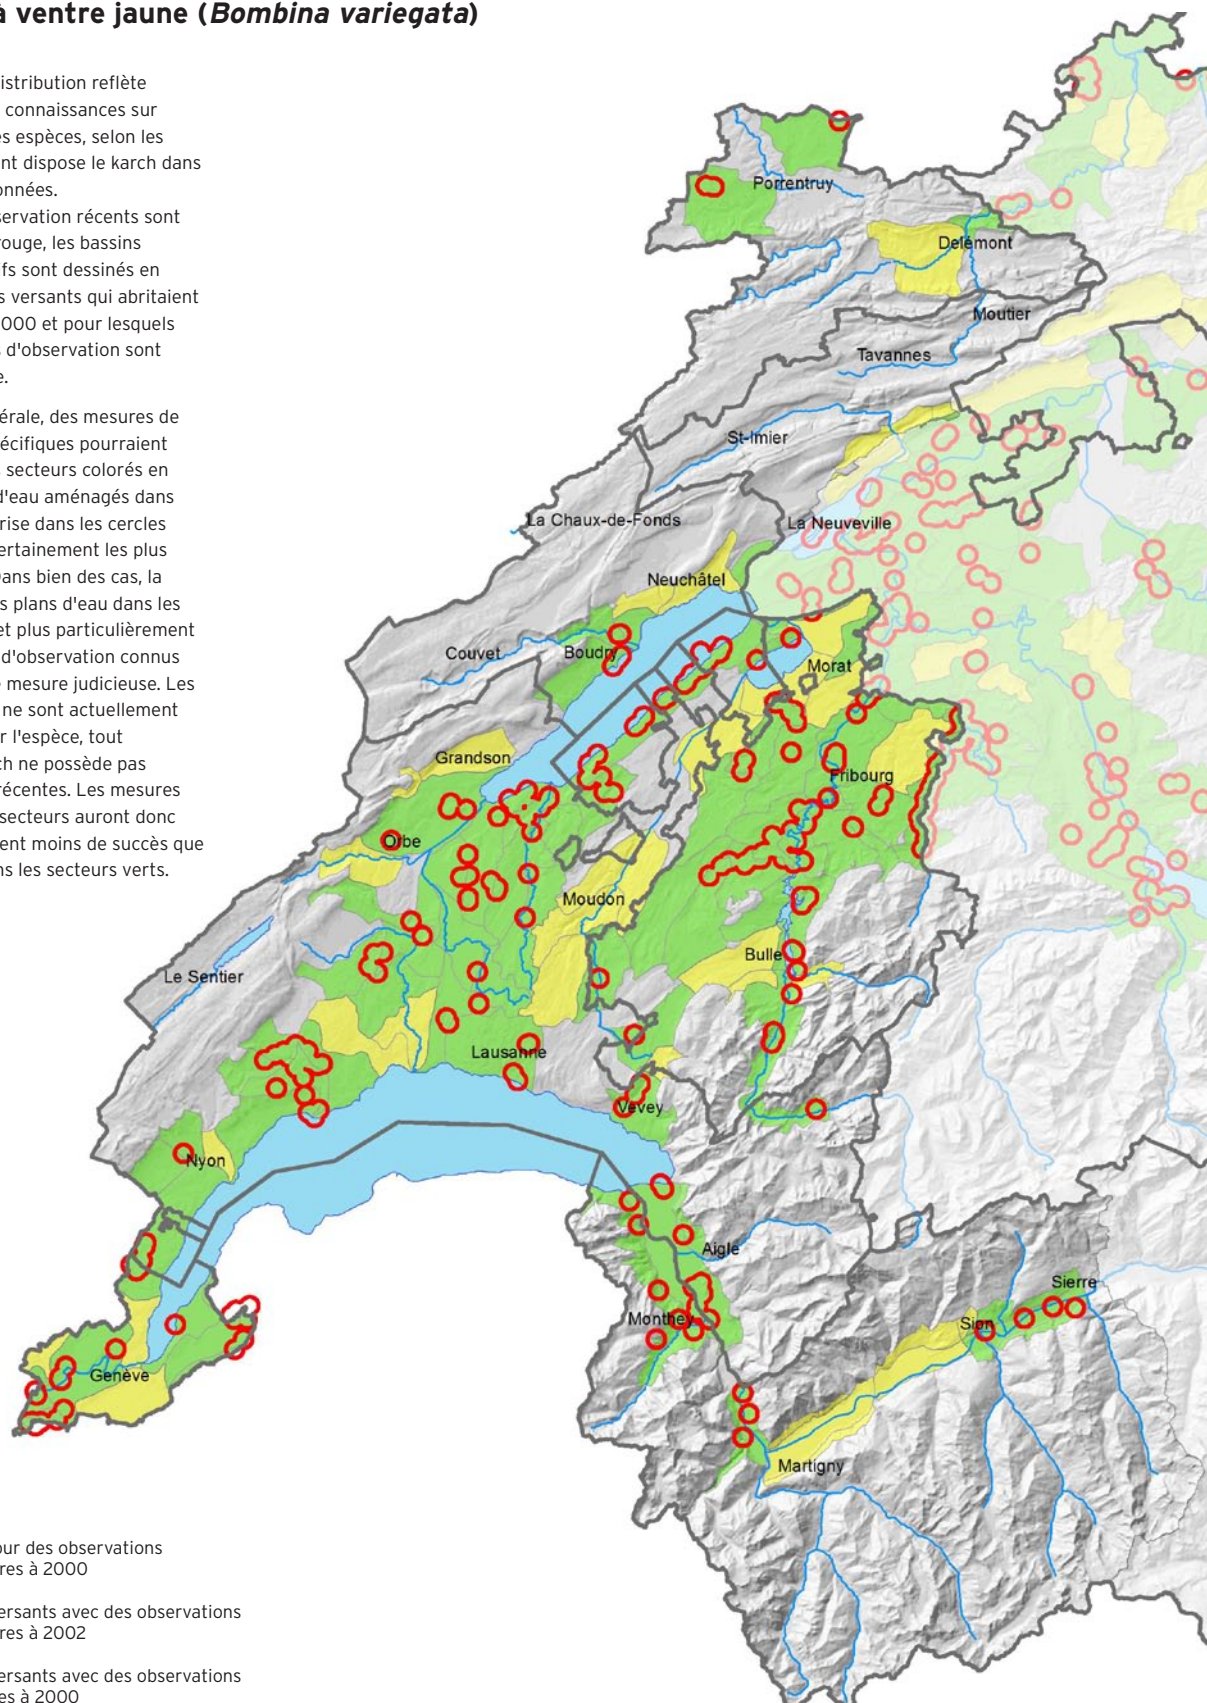 à ventre jaune (Bombina variegata)
istribution reflète
connaissances sur
es espèces, selon les
nt dispose le karch dans
onnées.
servation récents sont
rouge, les bassins
ifs sont dessinés en
s versants qui abritaient
000 et pour lesquels
s d'observation sont
e.
érale, des mesures de
écifiques pourraient
s secteurs colorés en
d'eau aménagés dans
rise dans les cercles
ertainement les plus
Dans bien des cas, la
s plans d'eau dans les
et plus particulièrement
d'observation connus
e mesure judicieuse. Les
ne sont actuellement
r l'espèce, tout
ch ne possède pas
récentes. Les mesures
secteurs auront donc
ent moins de succès que
ns les secteurs verts.
Porrentruy
Delémont
Moutier
Tavannes
St-Imier
La Chaux-de-Fonds
La Neuveville
Neuchâtel
Couvet
Boudry
Morat
Grandson
Fribourg
Orbe
Moudon
Bulle
Le Sentier
Lausanne
Vevey
Nyon
Aigle
Sierre
Monthey
Sion
Genève
Martigny
our des observations
res à 2000
ersants avec des observations
res à 2002
ersants avec des observations
es à 2000